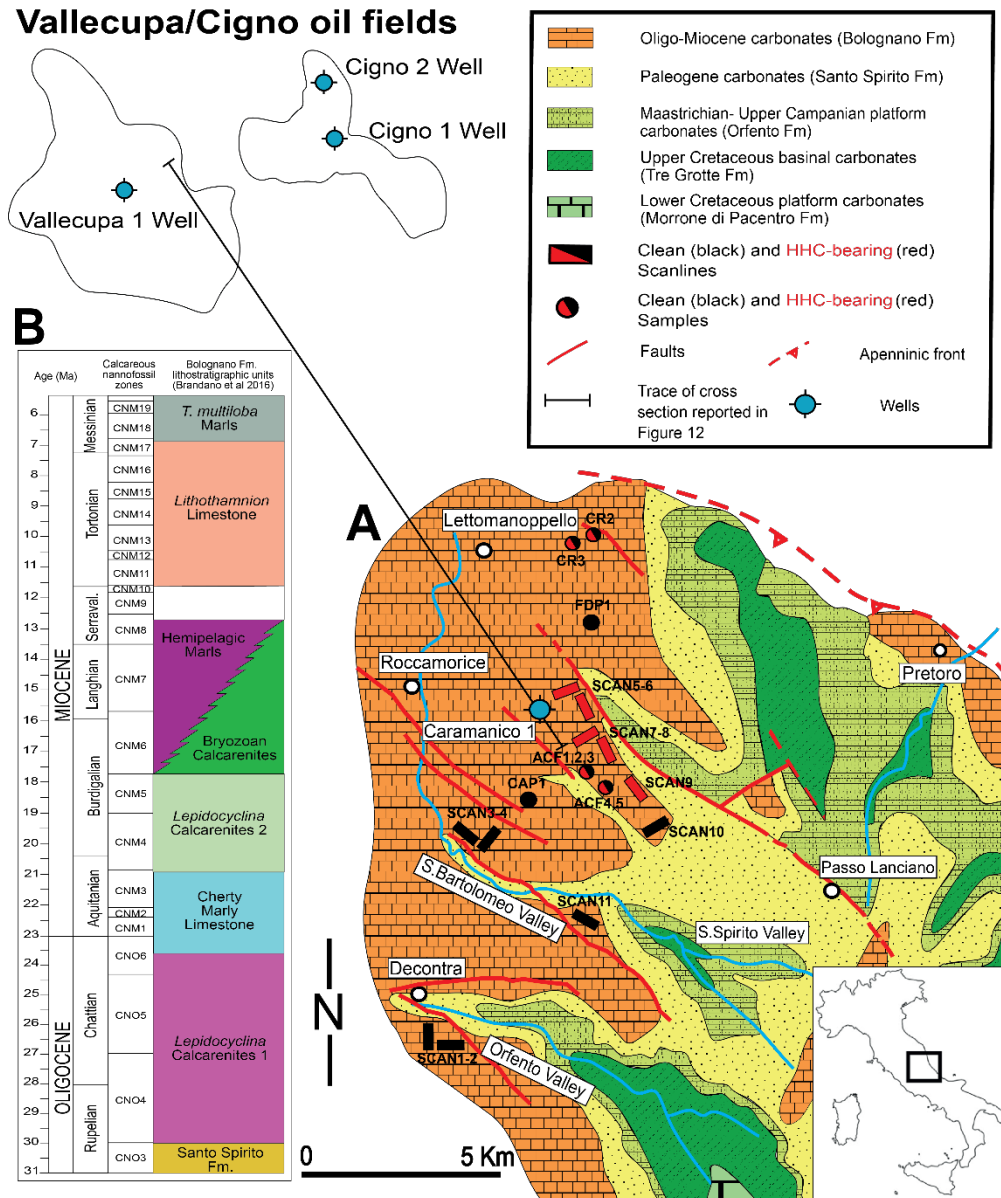 Vallecupa/Cigno oil fields
Cigno 2 Well
Cigno 1 Well
Vallecupa 1 Well
Oligo-Miocene carbonates (Bolognano Fm)
Paleogene carbonates (Santo Spirito Fm)
Maastrichian- Upper Campanian platform
carbonates (Orfento Fm)
Upper Cretaceous basinal carbonates
(Tre Grotte Fm)
Lower Cretaceous platform carbonates
(Morrone di Pacentro Fm)
Clean (black) and HHC-bearing (red)
Scanlines
Clean (black) and HHC-bearing (red)
Samples
Faults
Apenninic front
Trace of cross
section reported in
Figure 12
Wells
B
Age (Ma)
Calcareous
nannofossil
zones
Bolognano Fm.
lithostratigraphic units
(Brandano et al 2016)
6
7
8
9
10
11
12
13
14
15
16
17
18
19
20
21
22
23
24
25
26
27
28
29
30
31
MIOCENE
OLIGOCENE
Messinian
Tortonian
Serraval.
Langhian
Burdigalian
Aquitanian
Chattian
Rupelian
CNM19
CNM18
CNM17
CNM16
CNM15
CNM14
CNM13
CNM12
CNM11
CNM10
CNM9
CNM8
CNM7
CNM6
CNM5
CNM4
CNM3
CNM2
CNM1
CNO6
CNO5
CNO4
CNO3
T. multiloba
Marls
Lithothamnion
Limestone
Hemipelagic
Marls
Bryozoan
Calcarenites
Lepidocyclina
Calcarenites 2
Cherty
Marly
Limestone
Lepidocyclina
Calcarenites 1
Santo Spirito
Fm.
A
Lettomanoppello
CR2
CR3
FDP1
Roccamorice
SCAN5-6
Pretoro
Caramanico 1
SCAN7-8
ACF1,2,3
CAP1
ACF4,5
SCAN9
SCAN3-4
SCAN10
Passo Lanciano
S.Bartolomeo Valley
SCAN11
S.Spirito Valley
Decontra
SCAN1-2
Orfento Valley
N
0
5 Km